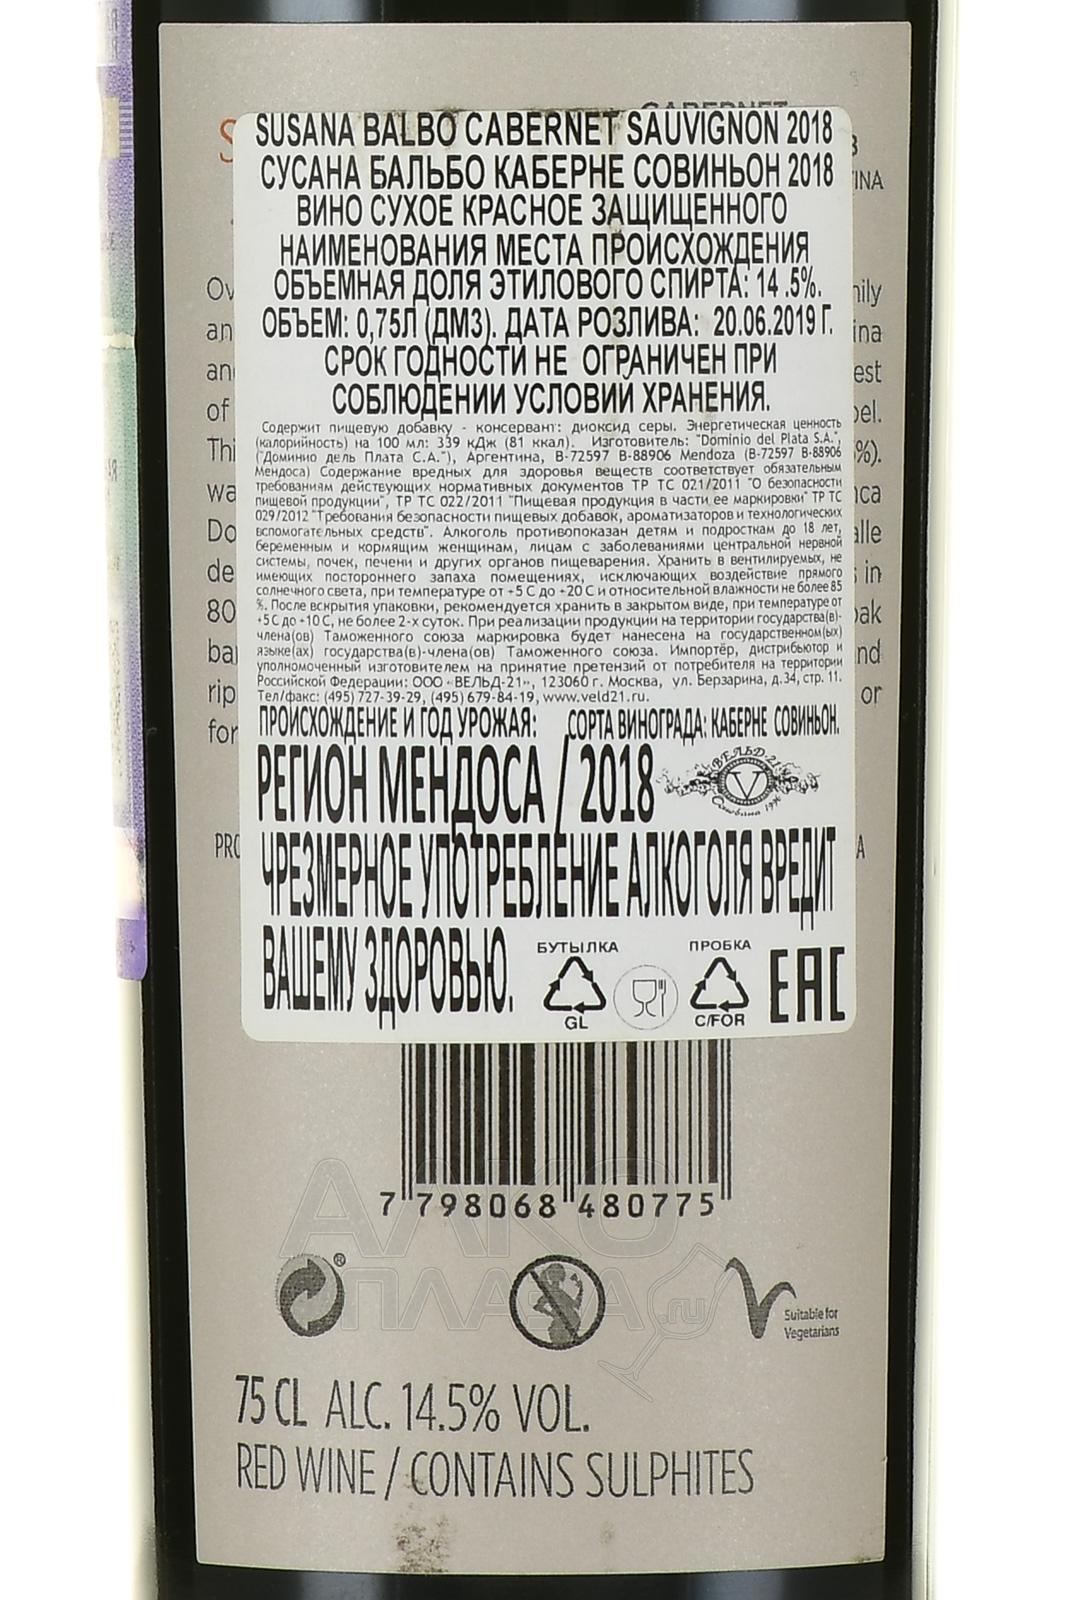 CABERNET
SUSANA BALBO CABERNET SAUVIGNON 2018
СУСАНА БАЛЬБО КАБЕРНЕ СОВИНЬОН 2018
ВИНО СУХОЕ КРАСНОЕ ЗАЩИЩЕННОГО
НАИМЕНОВАНИЯ МЕСТА ПРОИСХОЖДЕНИЯ
ОБЪЕМНАЯ ДОЛЯ ЭТИЛОВОГО СПИРТА: 14 .5%.
ОБЪЕМ: 0,75Л (ДМ3). ДАТА РОЗЛИВА: 20.06.2019 Г.
СРОК ГОДНОСТИ НЕ ОГРАНИЧЕН ПРИ
СОБЛЮДЕНИИ УСЛОВИЙ ХРАНЕНИЯ.
Содержит пищевую добавку - консервант: диоксид серы. Энергетическая ценность
(калорийность) на 100 мл: 339 кДж (81 ккал). Изготовитель: "Dominio del Plata S.A.",
("Доминио дель Плата С.А."), Аргентина, B-72597 B-88906 Mendoza (B-72597 B-88906
Мендоса) Содержание вредных для здоровья веществ соответствует обязательным
требованиям действующих нормативных документов ТР ТС 021/2011 "О безопасности
пищевой продукции", ТР ТС 022/2011 "Пищевая продукция в части ее маркировки" ТР ТС
029/2012 "Требования безопасности пищевых добавок, ароматизаторов и технологических
вспомогательных средств". Алкоголь противопоказан детям и подросткам до 18 лет,
беременным и кормящим женщинам, лицам с заболеваниями центральной нервной
системы, почек, печени и других органов пищеварения. Хранить в вентилируемых, не
имеющих постороннего запаха помещениях, исключающих воздействие прямого
солнечного света, при температуре от +5 С до +20 С и относительной влажности не более 85
%. После вскрытия упаковки, рекомендуется хранить в закрытом виде, при температуре от
+5 С до +10 С, не более 2-х суток. При реализации продукции на территории государства(в)-
члена(ов) Таможенного союза маркировка будет нанесена на государственном(ых)
языке(ах) государства(в)-члена(ов) Таможенного союза. Импортёр, дистрибьютор и
уполномоченный изготовителем на принятие претензий от потребителя на территории
Российской Федерации: ООО «ВЕЛЬД-21», 123060 г. Москва, ул. Берзарина, д.34, стр. 11.
Тел/факс: (495) 727-39-29, (495) 679-84-19, www.veld21.ru.
ПРОИСХОЖДЕНИЕ И ГОД УРОЖАЯ: СОРТА ВИНОГРАДА: КАБЕРНЕ СОВИНЬОН.
РЕГИОН МЕНДОСА / 2018
ВЕЛЬД-21
V
ЧРЕЗМЕРНОЕ УПОТРЕБЛЕНИЕ АЛКОГОЛЯ ВРЕДИТ
ВАШЕМУ ЗДОРОВЬЮ.
БУТЫЛКА
GL
ПРОБКА
C/FOR
EAC
7 798068 480775
АЛКО
ПЛАЗА.ru
Suitable for
Vegetarians
75 CL ALC. 14.5% VOL.
RED WINE / CONTAINS SULPHITES